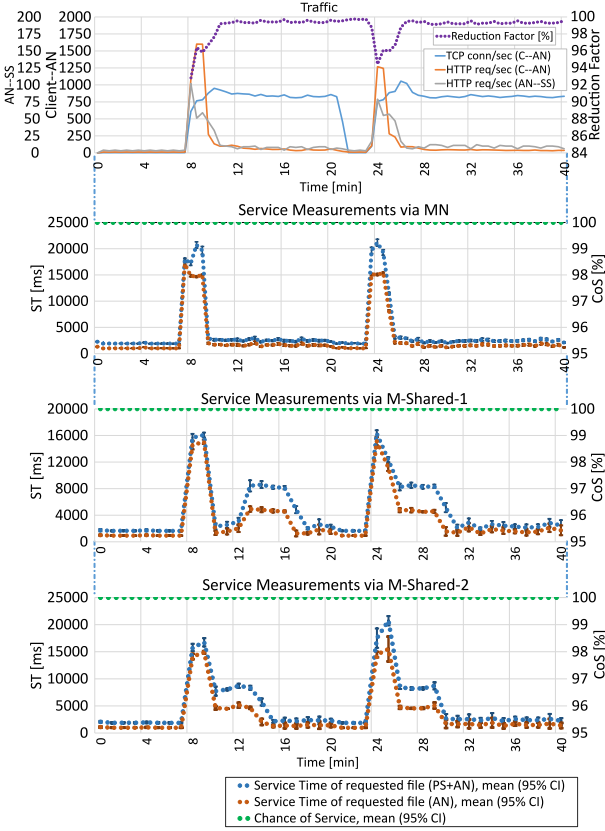 Traffic
200 2000 100
175 1750 98
150 1500 96
125 1250 94
100 1000 92
75 750 90
50 500 88
25 250 86
0 0 84
AN--SS
Client--AN
Reduction
Factor [%]
Reduction Factor [%]
TCP conn/sec (C--AN)
HTTP req/sec (C--AN)
HTTP req/sec (AN--SS)
0 4 8 12 16 20 24 28 32 36 40
Time [min]
Service Measurements via MN
25000 100
20000 99
15000 98
10000 97
5000 96
0 95
ST [ms]
CoS [%]
0 4 8 12 16 20 24 28 32 36 40
Service Measurements via M-Shared-1
20000 100
16000 99
12000 98
8000 97
4000 96
0 95
ST [ms]
CoS [%]
0 4 8 12 16 20 24 28 32 36 40
Service Measurements via M-Shared-2
25000 100
20000 99
15000 98
10000 97
5000 96
0 95
ST [ms]
CoS [%]
0 4 8 12 16 20 24 28 32 36 40
Time [min]
Service Time of requested file (PS+AN), mean (95% CI)
Service Time of requested file (AN), mean (95% CI)
Chance of Service, mean (95% CI)